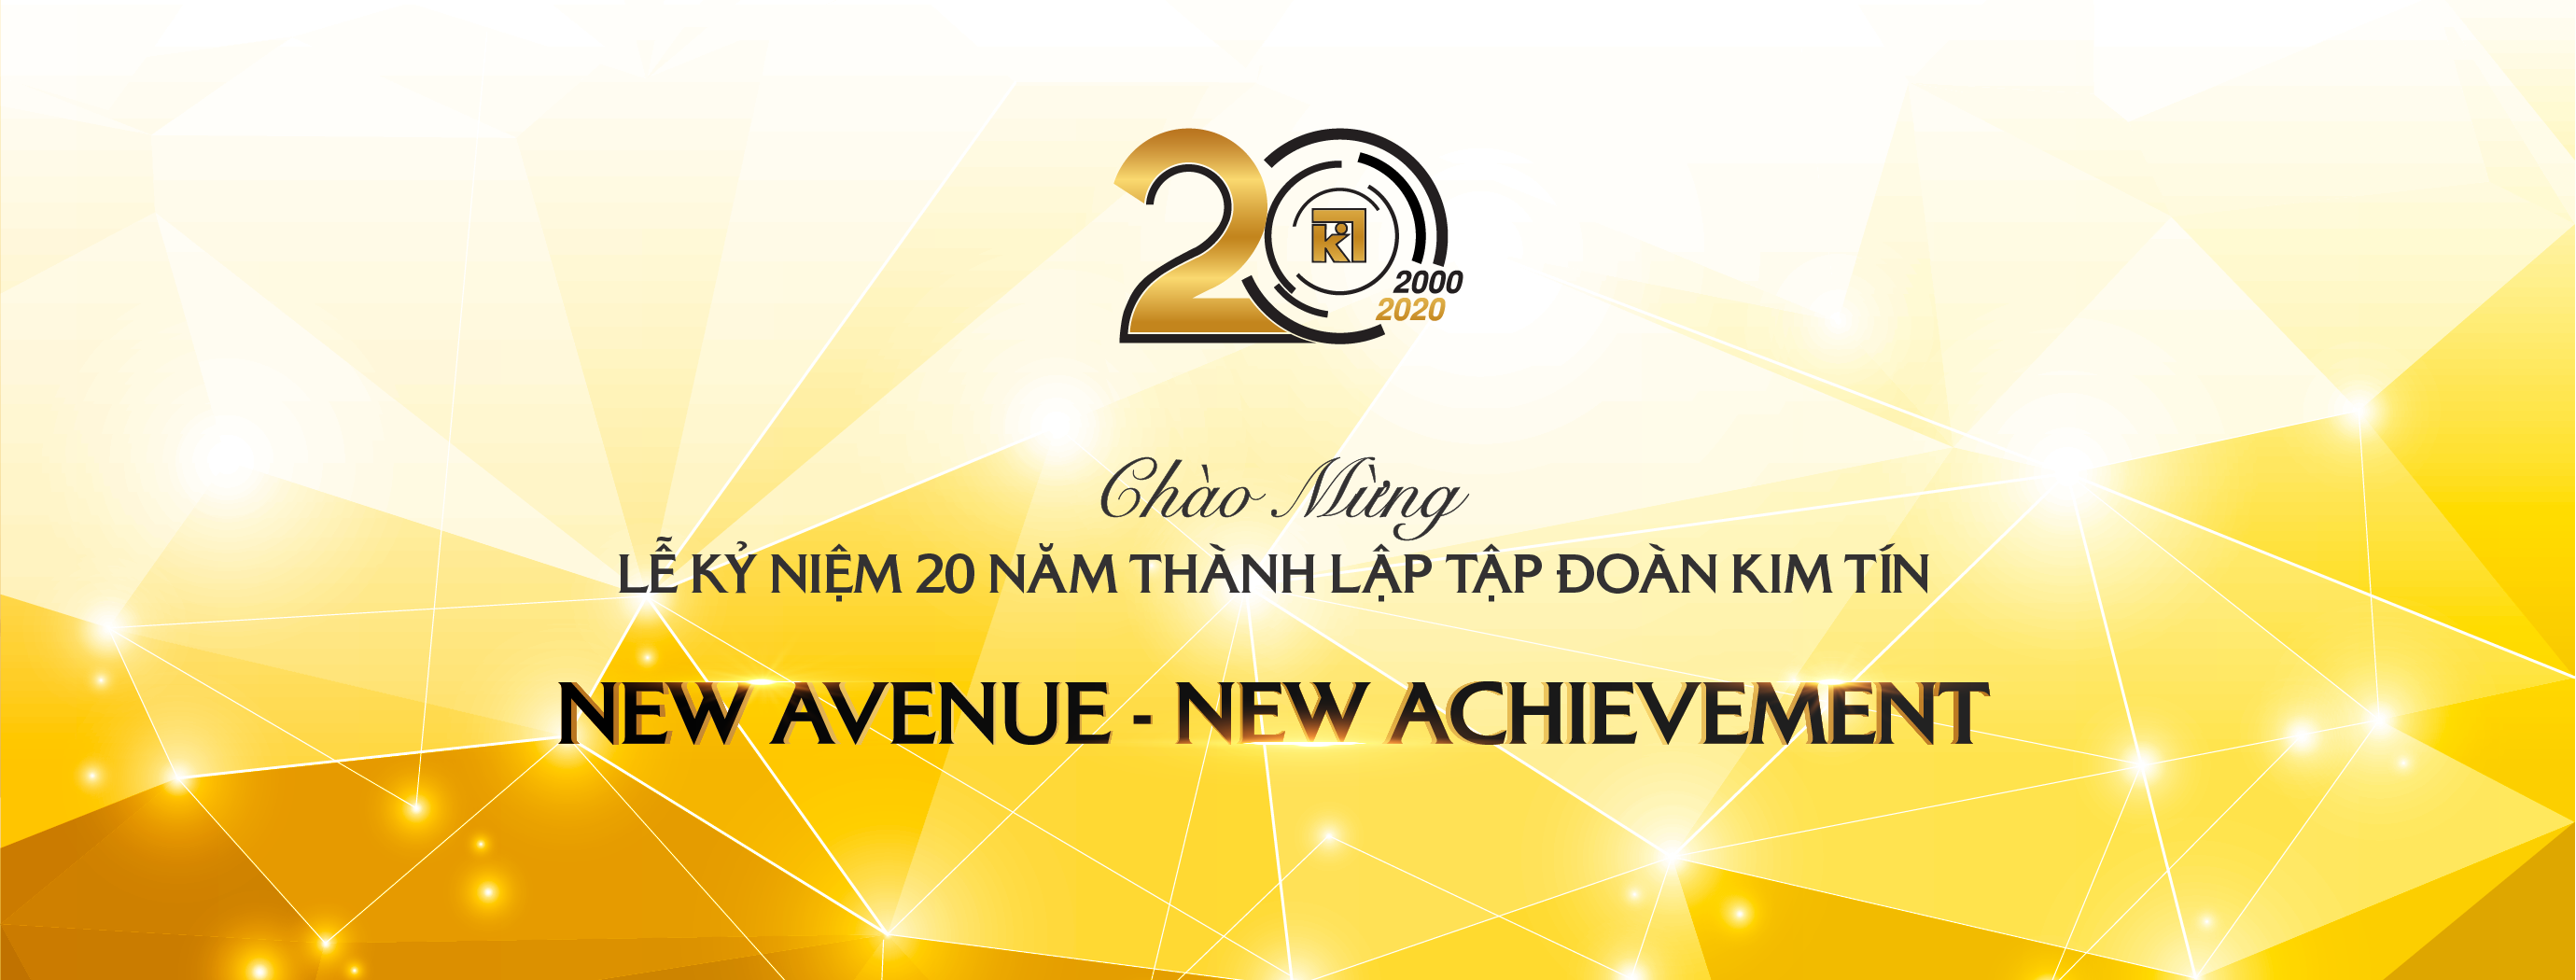 20
KT
2000
2020
Chào Mừng
LỄ KỶ NIỆM 20 NĂM THÀNH LẬP TẬP ĐOÀN KIM TÍN
NEW AVENUE - NEW ACHIEVEMENT